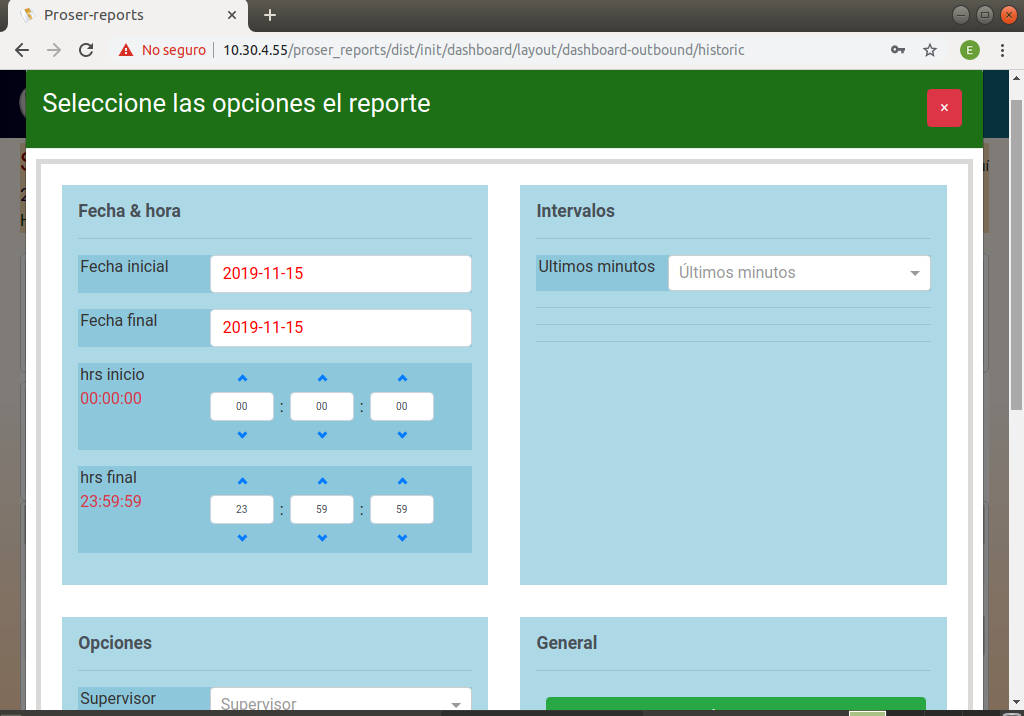 Proser-reports
No seguro
10.30.4.55/proser_reports/dist/init/dashboard/layout/dashboard-outbound/historic
E
Seleccione las opciones el reporte
×
Fecha & hora
Fecha inicial
2019-11-15
Fecha final
2019-11-15
hrs inicio
00:00:00
00 : 00 : 00
hrs final
23:59:59
23 : 59 : 59
Intervalos
Ultimos minutos
Últimos minutos
Opciones
Supervisor
Supervisor
General